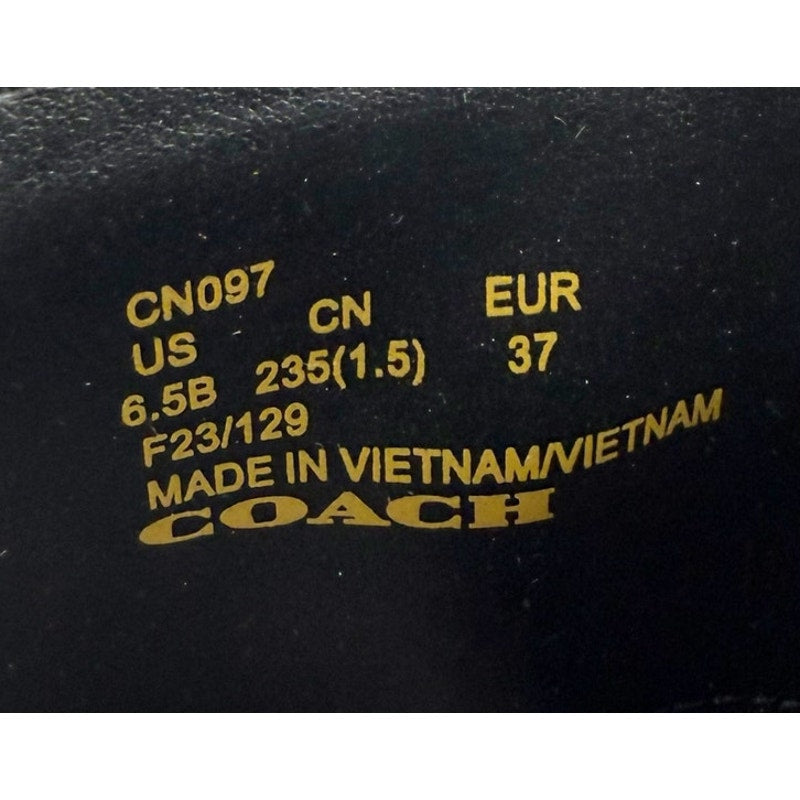 CN097
US CN EUR
6.5B 235(1.5) 37
F23/129
MADE IN VIETNAM/VIETNAM
COACH